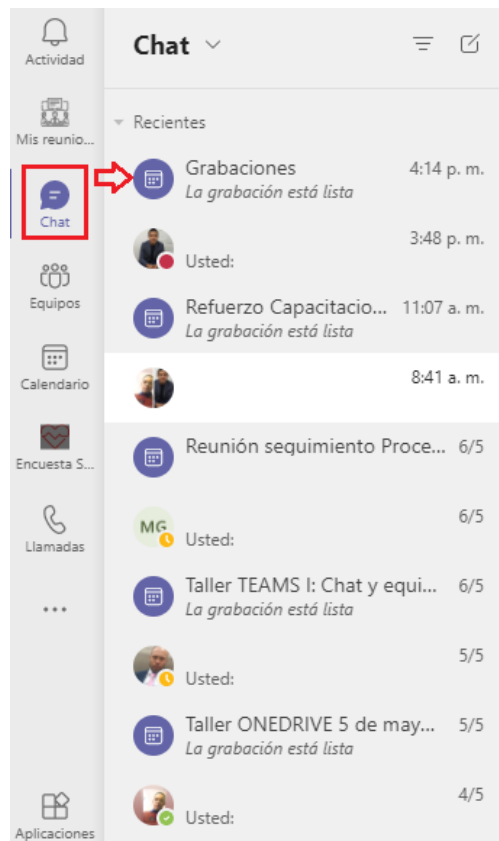 Actividad
Mis reunio...
Chat
Equipos
Calendario
Encuesta S...
Llamadas
Aplicaciones
Chat
Recientes
Grabaciones 4:14 p. m.
La grabación está lista
3:48 p. m.
Usted:
Refuerzo Capacitacio... 11:07 a. m.
La grabación está lista
8:41 a. m.
Reunión seguimiento Proce... 6/5
MG 6/5
Usted:
Taller TEAMS I: Chat y equi... 6/5
La grabación está lista
5/5
Usted:
Taller ONEDRIVE 5 de may... 5/5
La grabación está lista
4/5
Usted: